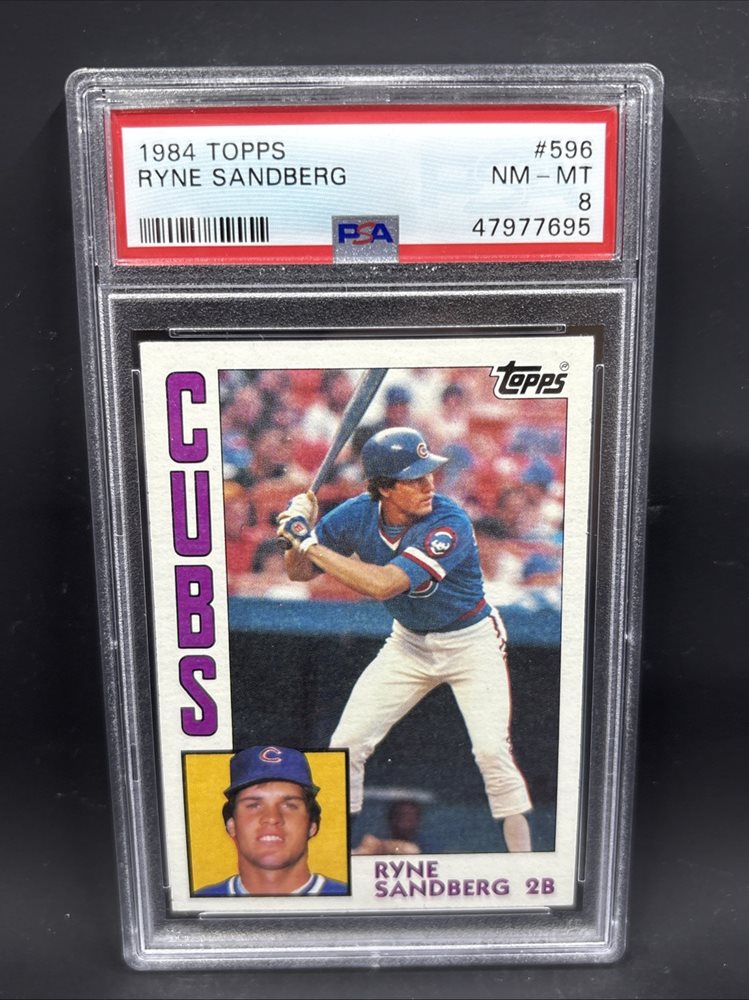 1984 TOPPS #596
RYNE SANDBERG NM – MT
8
PSA 47977695
TOPPS®
CUBS
C
C
RYNE
SANDBERG 2B